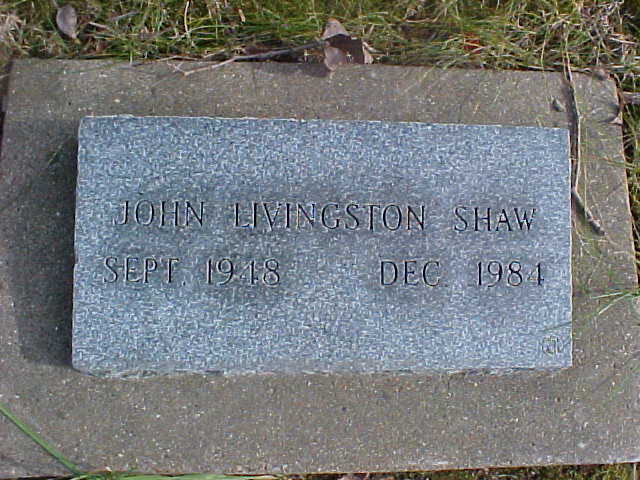 JOHN LIVINGSTON SHAW
SEPT. 1948 DEC. 1984